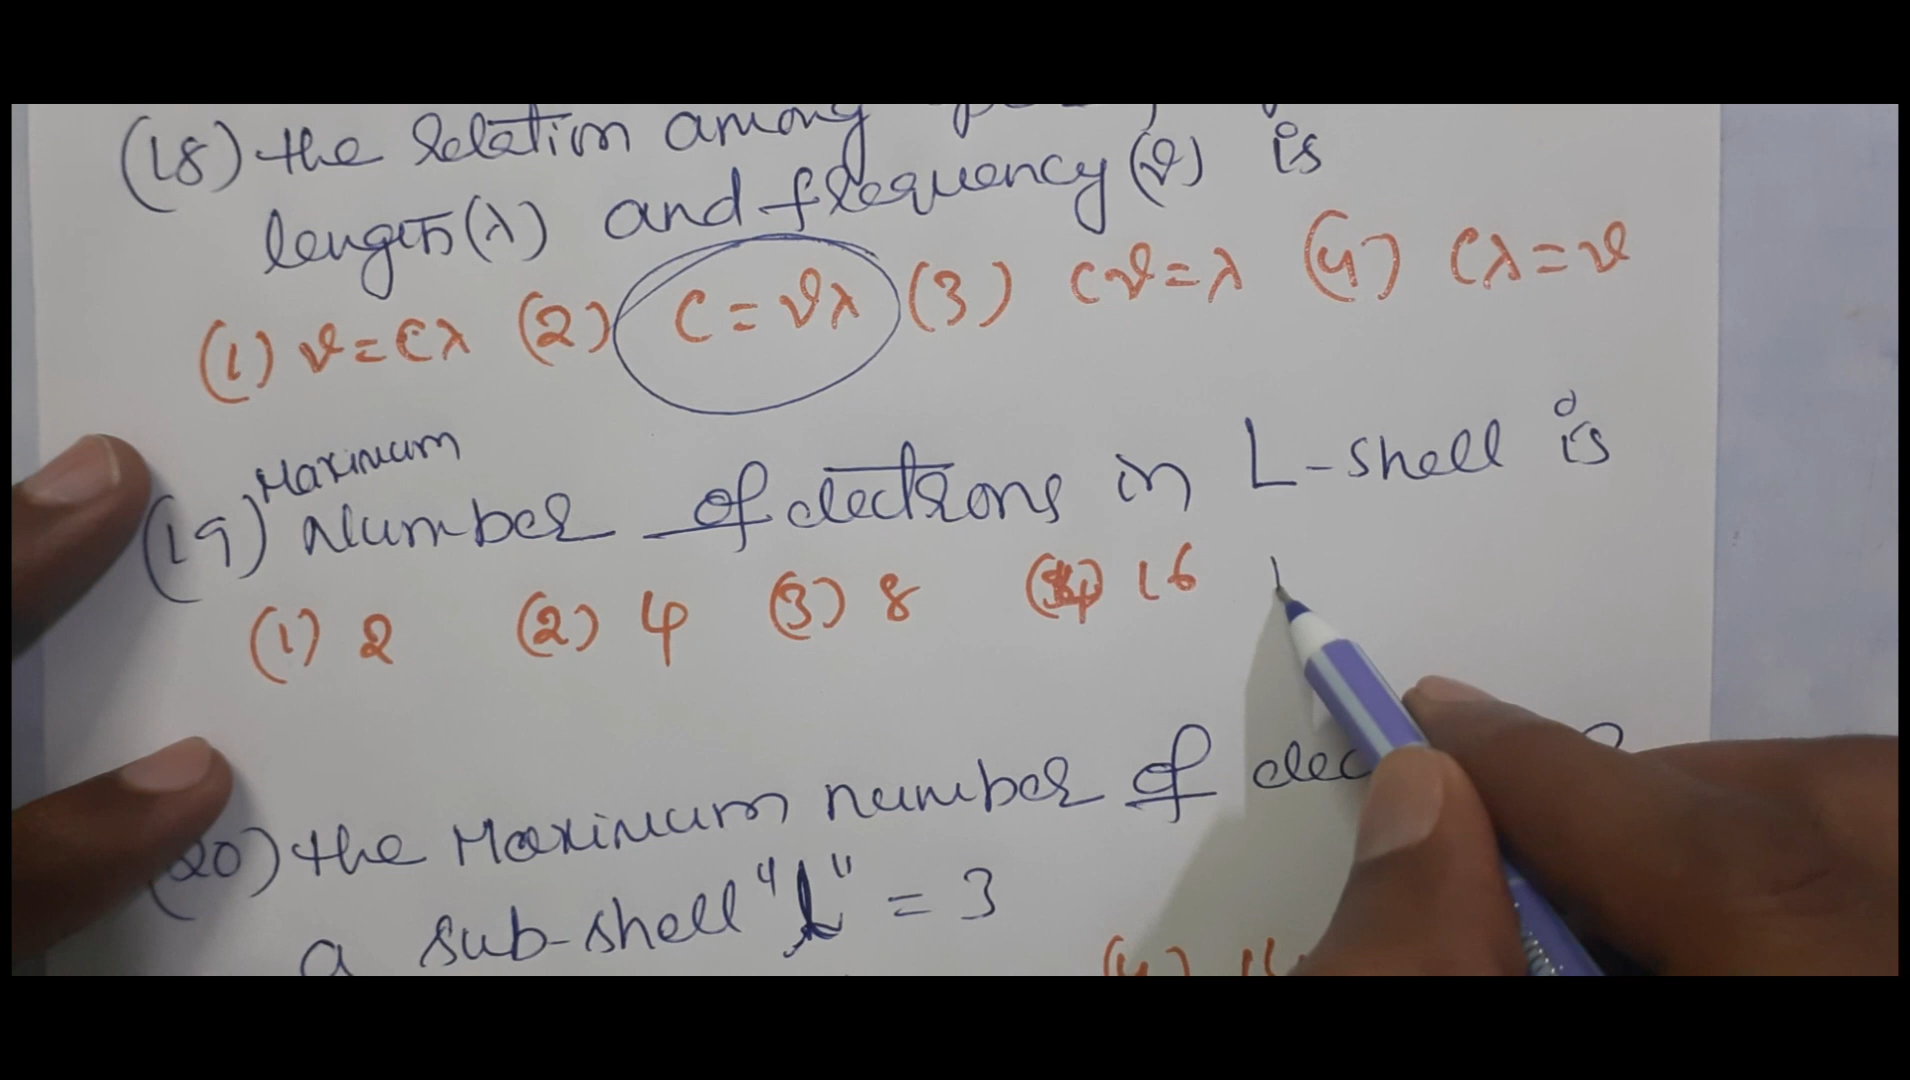 (18) the relation among
length(λ) and frequency(ν) is
(1) ν=cλ (2) C=νλ (3) Cν=λ (4) Cλ=ν
Maximum
(19) Number of electrons in L-shell is
(1) 2 (2) 4 (3) 8 (4) 16
(20) the Maximum number of elec
a sub-shell "l" = 3
(4)